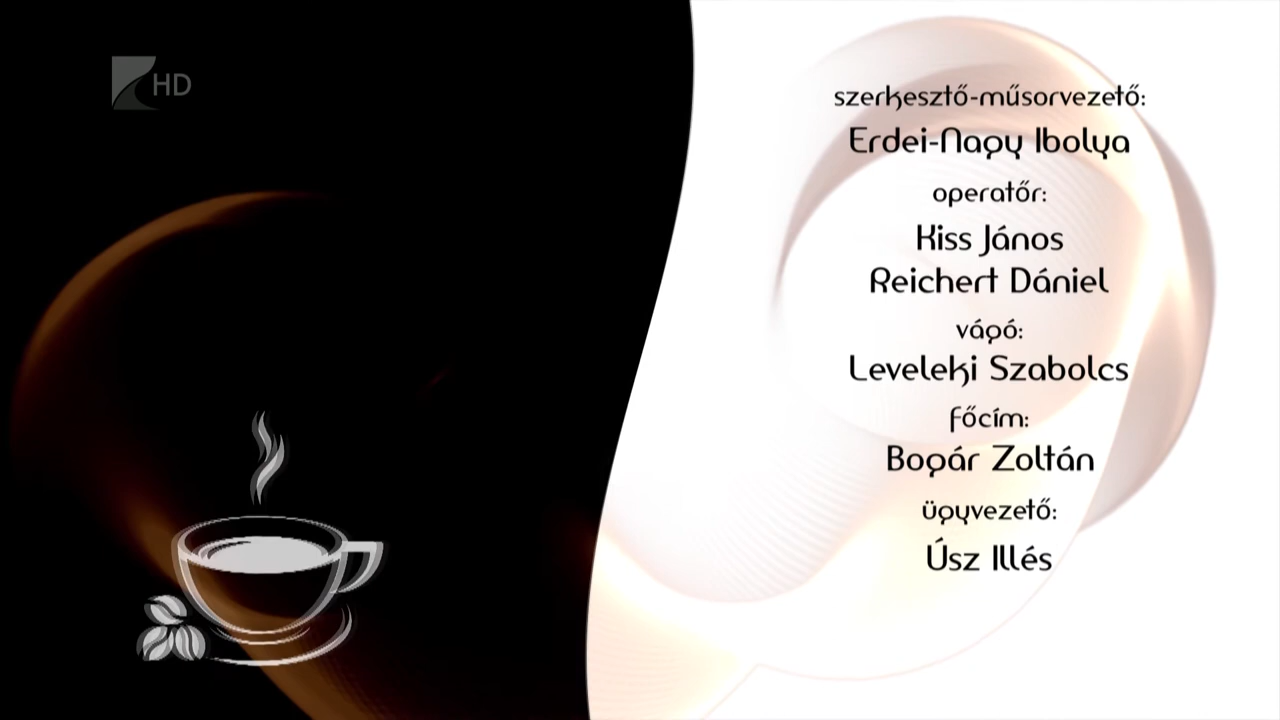 HD
szerkesztő-műsorvezető:
Erdei-Nagy Ibolya
operatőr:
Kiss János
Reichert Dániel
vágó:
Leveleki Szabolcs
főcím:
Bogár Zoltán
ügyvezető:
Úsz Illés